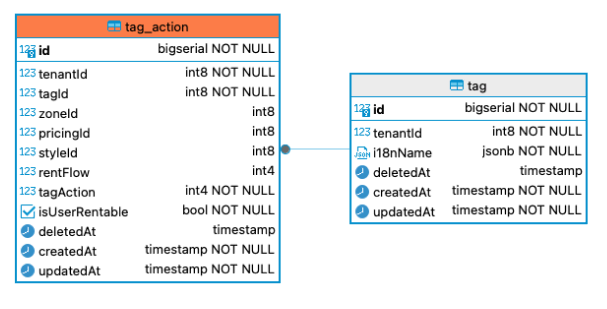 tag_action
123 id bigserial NOT NULL
123 tenantId int8 NOT NULL
123 tagId int8 NOT NULL
123 zoneId int8
123 pricingId int8
123 styleId int8
123 rentFlow int4
123 tagAction int4 NOT NULL
isUserRentable bool NOT NULL
deletedAt timestamp
createdAt timestamp NOT NULL
updatedAt timestamp NOT NULL
tag
123 id bigserial NOT NULL
123 tenantId int8 NOT NULL
JSON i18nName jsonb NOT NULL
deletedAt timestamp
createdAt timestamp NOT NULL
updatedAt timestamp NOT NULL